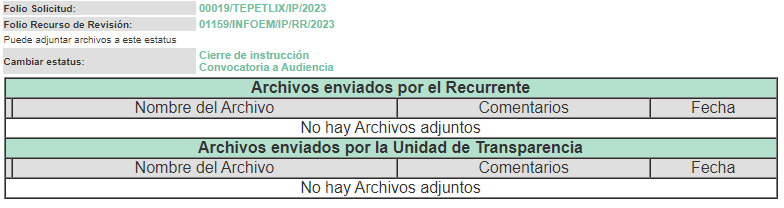 Folio Solicitud: 00019/TEPETLIX/IP/2023
Folio Recurso de Revisión: 01159/INFOEM/IP/RR/2023
Puede adjuntar archivos a este estatus
Cambiar estatus: Cierre de instrucción
Convocatoria a Audiencia
Archivos enviados por el Recurrente
Nombre del Archivo Comentarios Fecha
No hay Archivos adjuntos
Archivos enviados por la Unidad de Transparencia
Nombre del Archivo Comentarios Fecha
No hay Archivos adjuntos